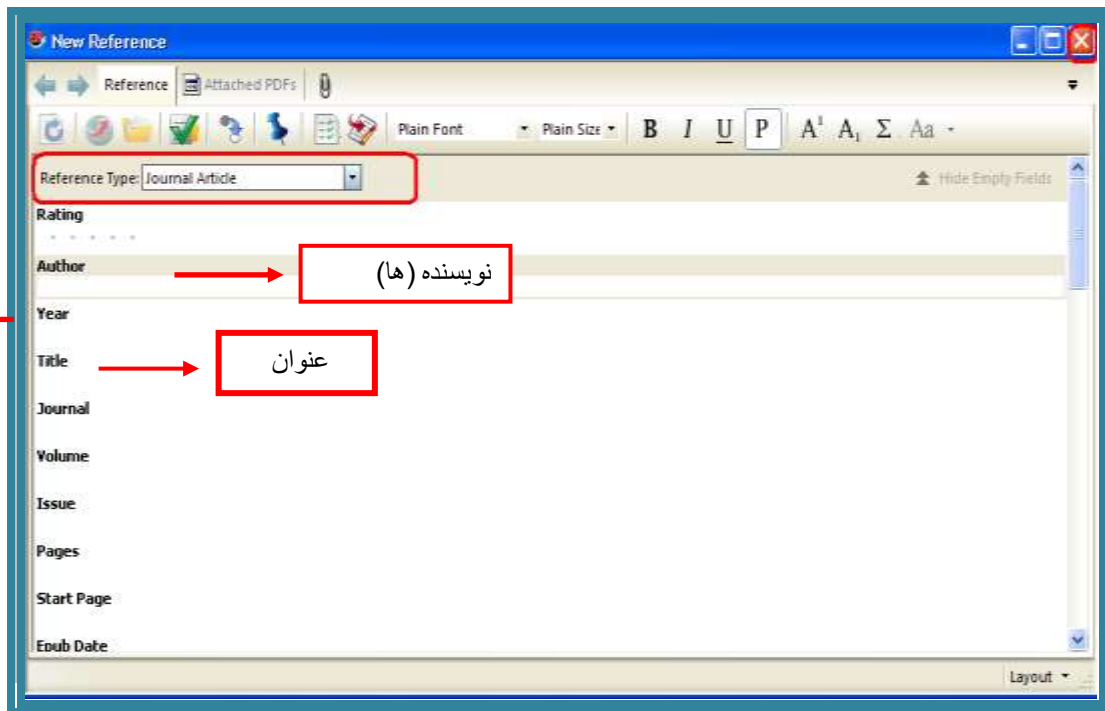 New Reference
Reference Attached PDFs
Plain Font Plain Size B I U P A¹ A₁ Σ Aa
Reference Type: Journal Article Hide Empty Fields
Rating
Author نویسنده (ها)
Year
Title عنوان
Journal
Volume
Issue
Pages
Start Page
Epub Date
Layout